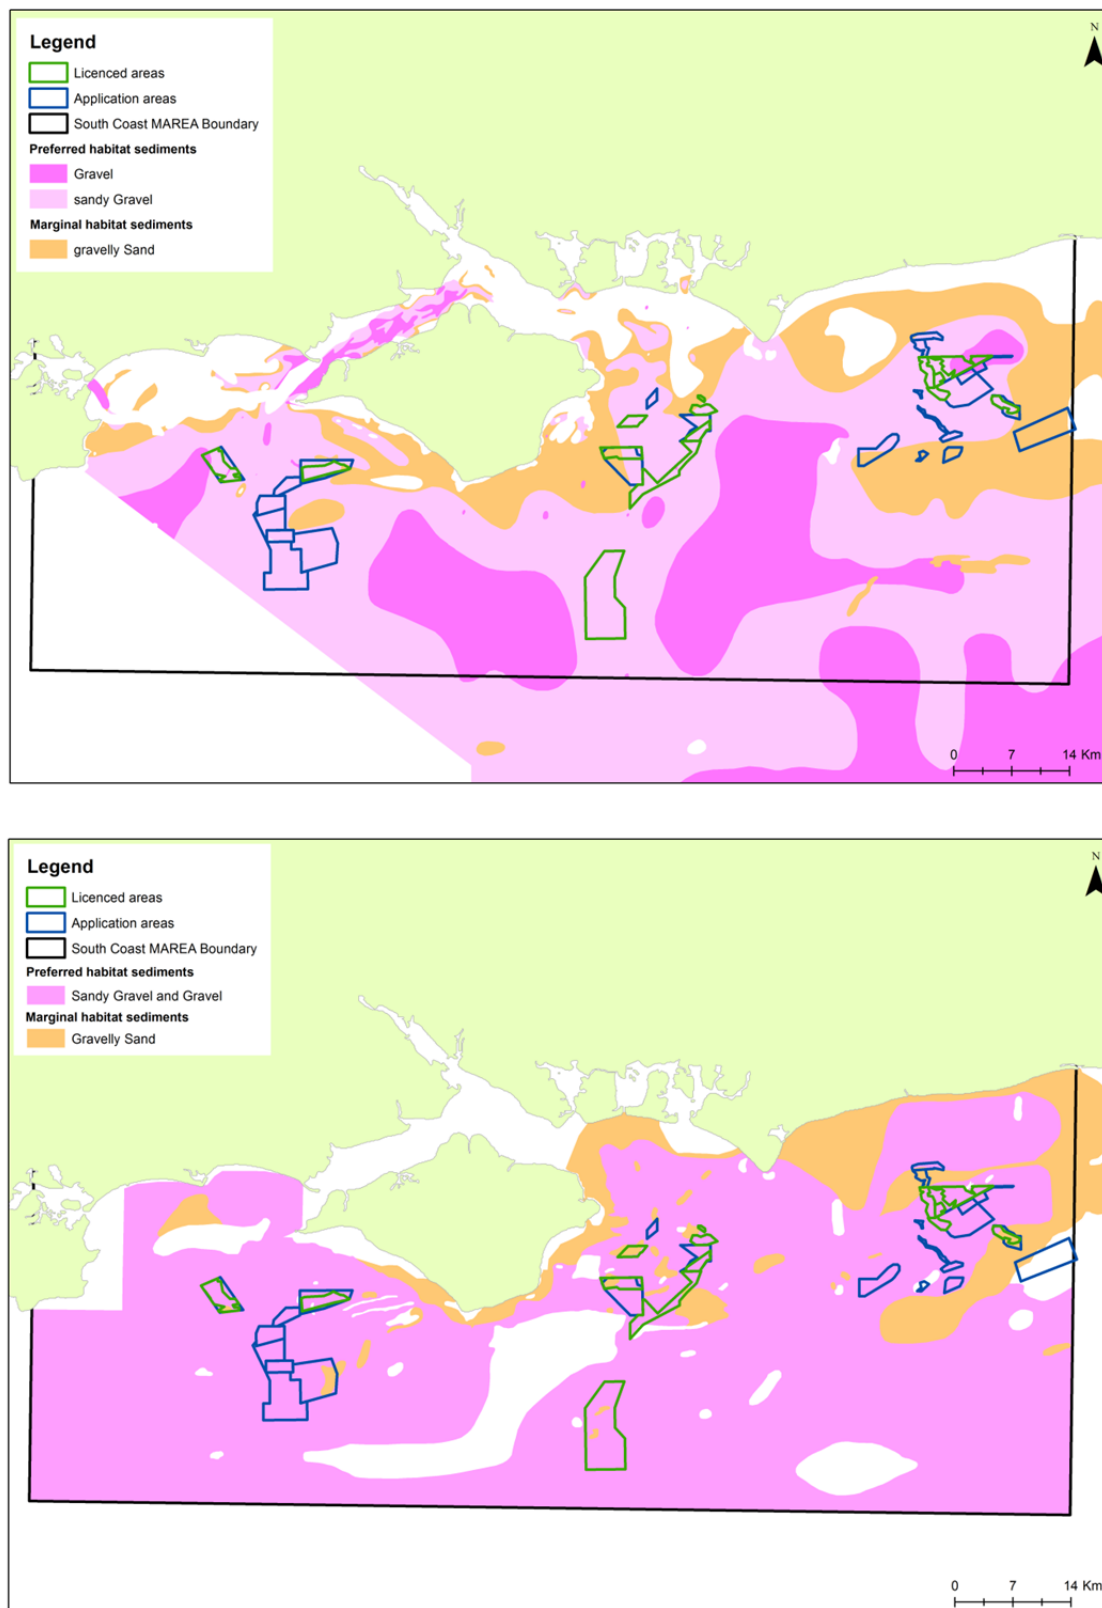 Legend
Licenced areas
Application areas
South Coast MAREA Boundary
Preferred habitat sediments
Gravel
sandy Gravel
Marginal habitat sediments
gravelly Sand
N
0 7 14 Km
Legend
Licenced areas
Application areas
South Coast MAREA Boundary
Preferred habitat sediments
Sandy Gravel and Gravel
Marginal habitat sediments
Gravelly Sand
N
0 7 14 Km